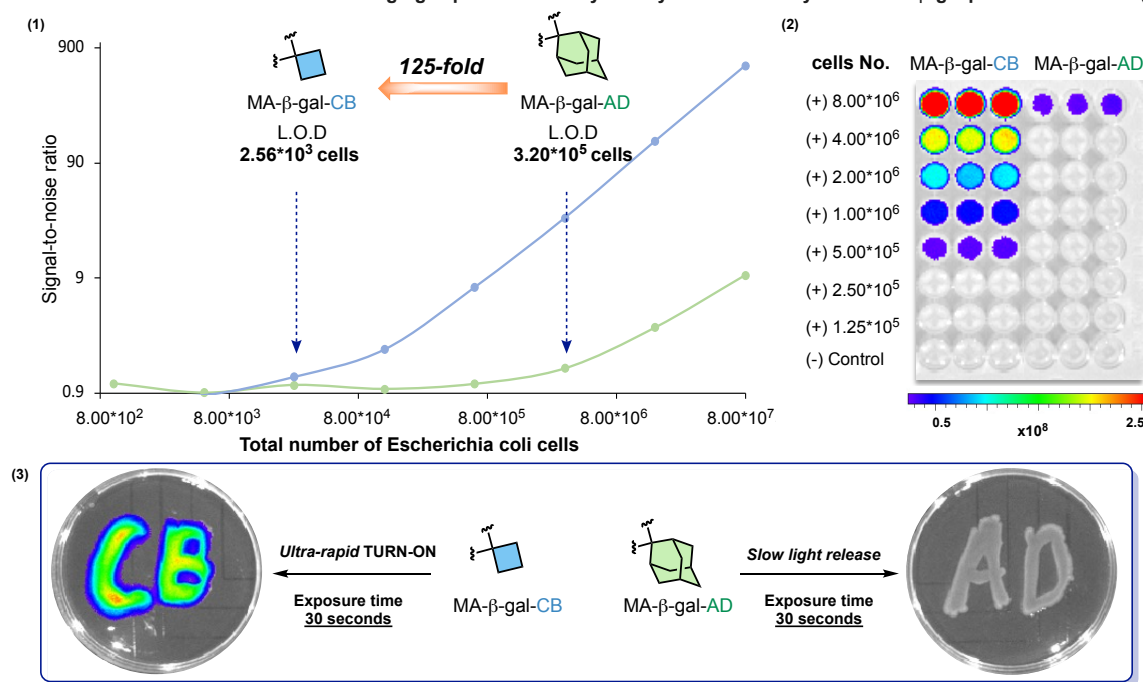 (1)
900
90
9
0.9
Signal-to-noise ratio
125-fold
MA-β-gal-CB
L.O.D
2.56*10³ cells
MA-β-gal-AD
L.O.D
3.20*10⁵ cells
8.00*10² 8.00*10³ 8.00*10⁴ 8.00*10⁵ 8.00*10⁶ 8.00*10⁷
Total number of Escherichia coli cells
(2)
cells No. MA-β-gal-CB MA-β-gal-AD
(+) 8.00*10⁶
(+) 4.00*10⁶
(+) 2.00*10⁶
(+) 1.00*10⁶
(+) 5.00*10⁵
(+) 2.50*10⁵
(+) 1.25*10⁵
(-) Control
0.5 2.5
x10⁸
(3)
CB
Ultra-rapid TURN-ON
Exposure time
30 seconds
MA-β-gal-CB
MA-β-gal-AD
Slow light release
Exposure time
30 seconds
AD